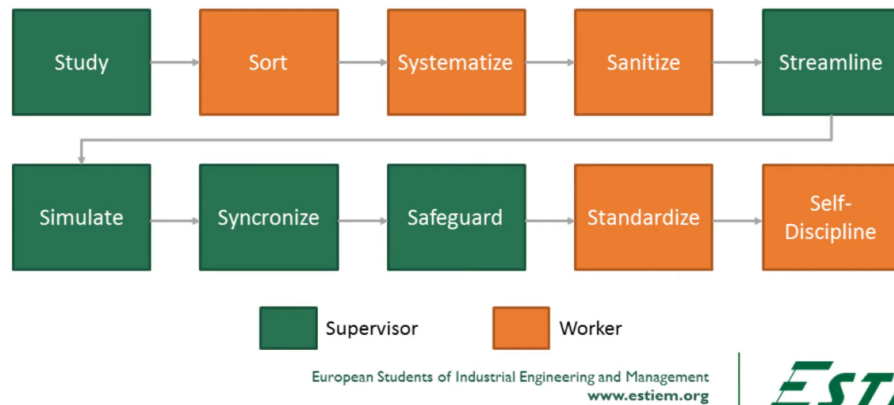 Study
Sort
Systematize
Sanitize
Streamline
Simulate
Syncronize
Safeguard
Standardize
Self-
Discipline
Supervisor
Worker
European Students of Industrial Engineering and Management
www.estiem.org